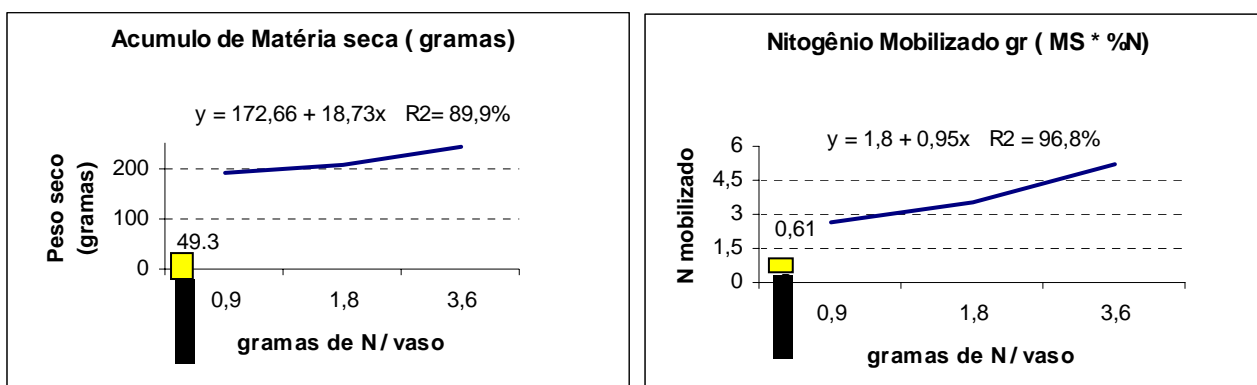 Acumulo de Matéria seca ( gramas)
y = 172,66 + 18,73x R2= 89,9%
Peso seco
(gramas)
200
100
0
49.3
0,9 1,8 3,6
gramas de N / vaso
Nitogênio Mobilizado gr ( MS * %N)
y = 1,8 + 0,95x R2 = 96,8%
N mobilizado
6
4,5
3
1,5
0
0,61
0,9 1,8 3,6
gramas de N / vaso